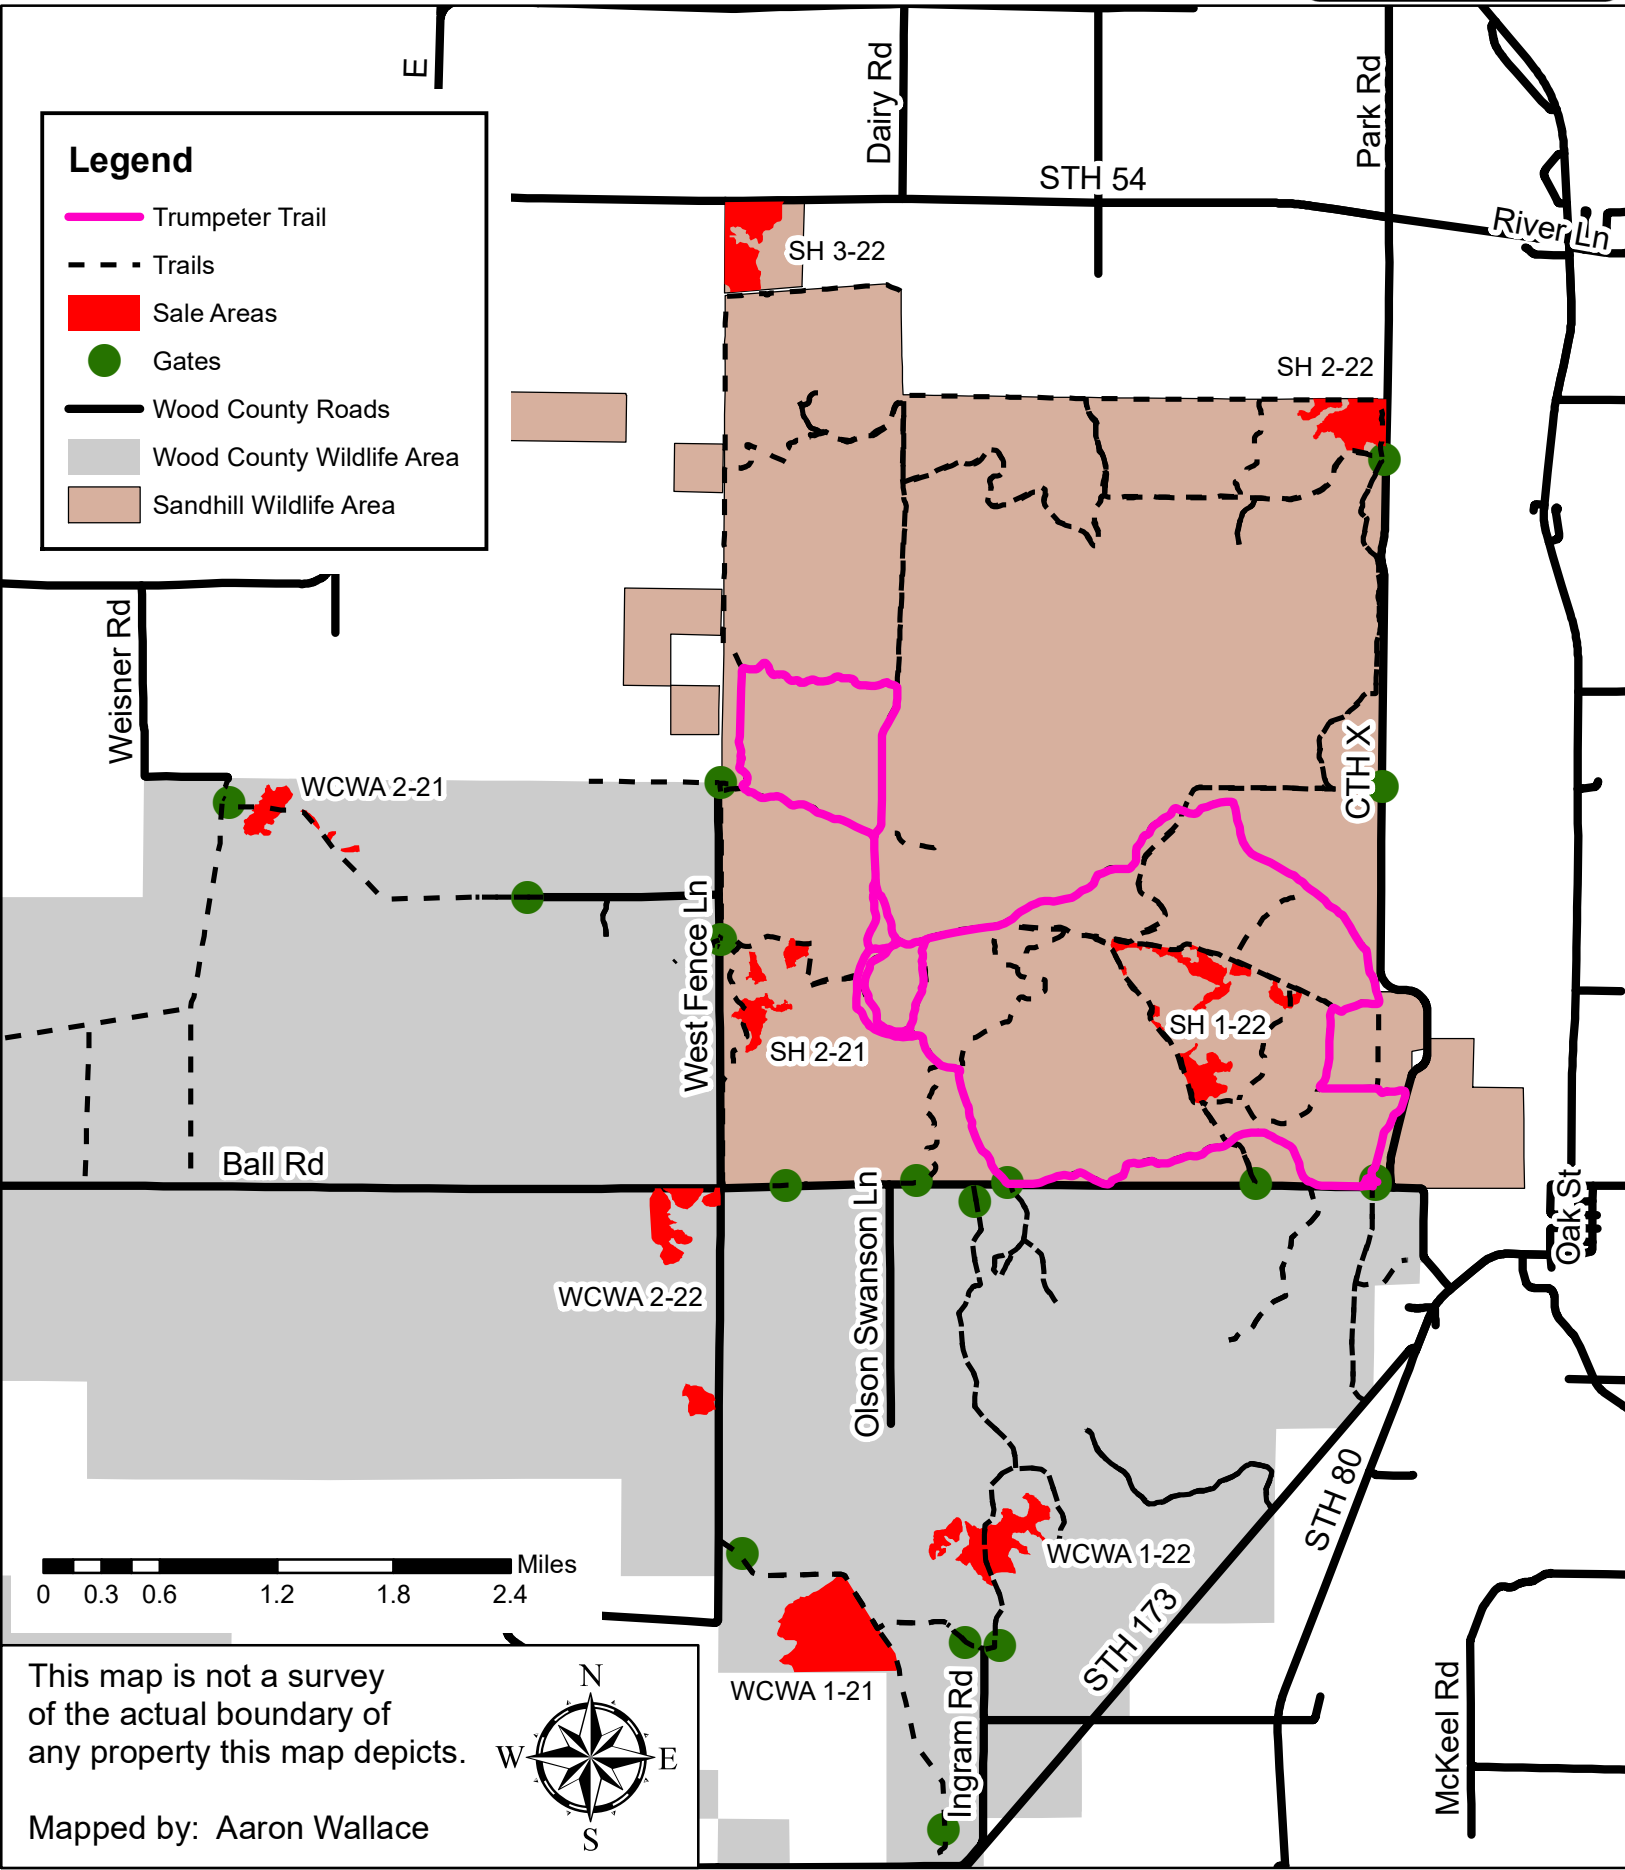 E
Dairy Rd
Park Rd
STH 54
River Ln
Legend
Trumpeter Trail
Trails
Sale Areas
Gates
Wood County Roads
Wood County Wildlife Area
Sandhill Wildlife Area
SH 3-22
SH 2-22
Weisner Rd
CTH X
WCWA 2-21
West Fence Ln
SH 1-22
SH 2-21
Ball Rd
Olson Swanson Ln
Oak St
WCWA 2-22
STH 80
WCWA 1-22
Miles
0 0.3 0.6 1.2 1.8 2.4
STH 173
WCWA 1-21
Ingram Rd
McKeel Rd
This map is not a survey
of the actual boundary of
any property this map depicts.
Mapped by: Aaron Wallace
N
W E
S